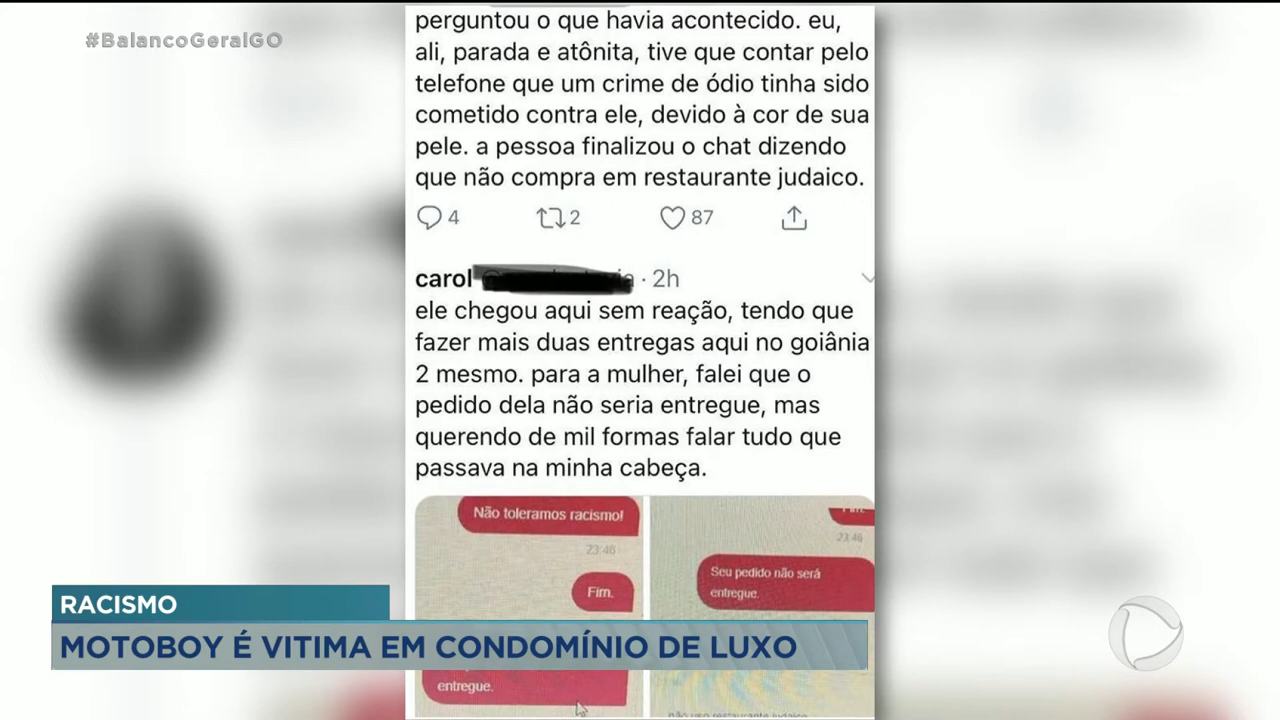 #BalancoGeralGO
perguntou o que havia acontecido. eu,
ali, parada e atônita, tive que contar pelo
telefone que um crime de ódio tinha sido
cometido contra ele, devido à cor de sua
pele. a pessoa finalizou o chat dizendo
que não compra em restaurante judaico.
4 2 87
carol · 2h
ele chegou aqui sem reação, tendo que
fazer mais duas entregas aqui no goiânia
2 mesmo. para a mulher, falei que o
pedido dela não seria entregue, mas
querendo de mil formas falar tudo que
passava na minha cabeça.
Não toleramos racismo!
23:46
Fim.
entregue.
Fim.
23:46
Seu pedido não será
entregue.
não uso restaurante judaico
RACISMO
MOTOBOY É VITIMA EM CONDOMÍNIO DE LUXO